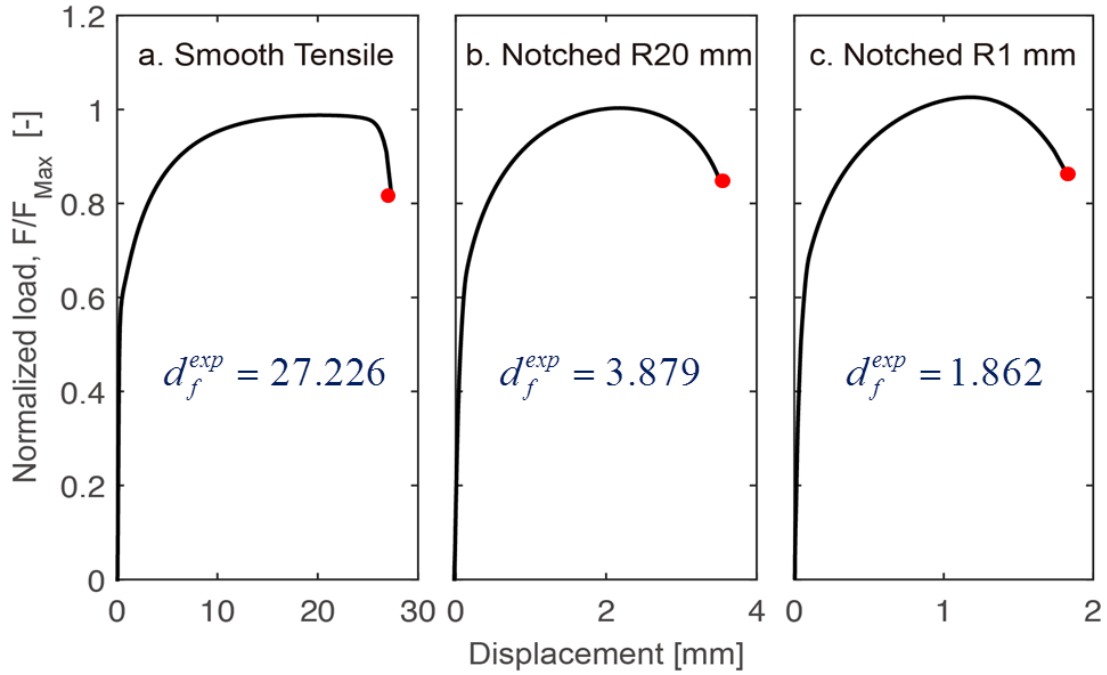 Normalized load, F/F_Max [-]
1.2
1
0.8
0.6
0.4
0.2
0
a. Smooth Tensile
d_f^exp = 27.226
0 10 20 30
b. Notched R20 mm
d_f^exp = 3.879
0 2 4
c. Notched R1 mm
d_f^exp = 1.862
0 1 2
Displacement [mm]